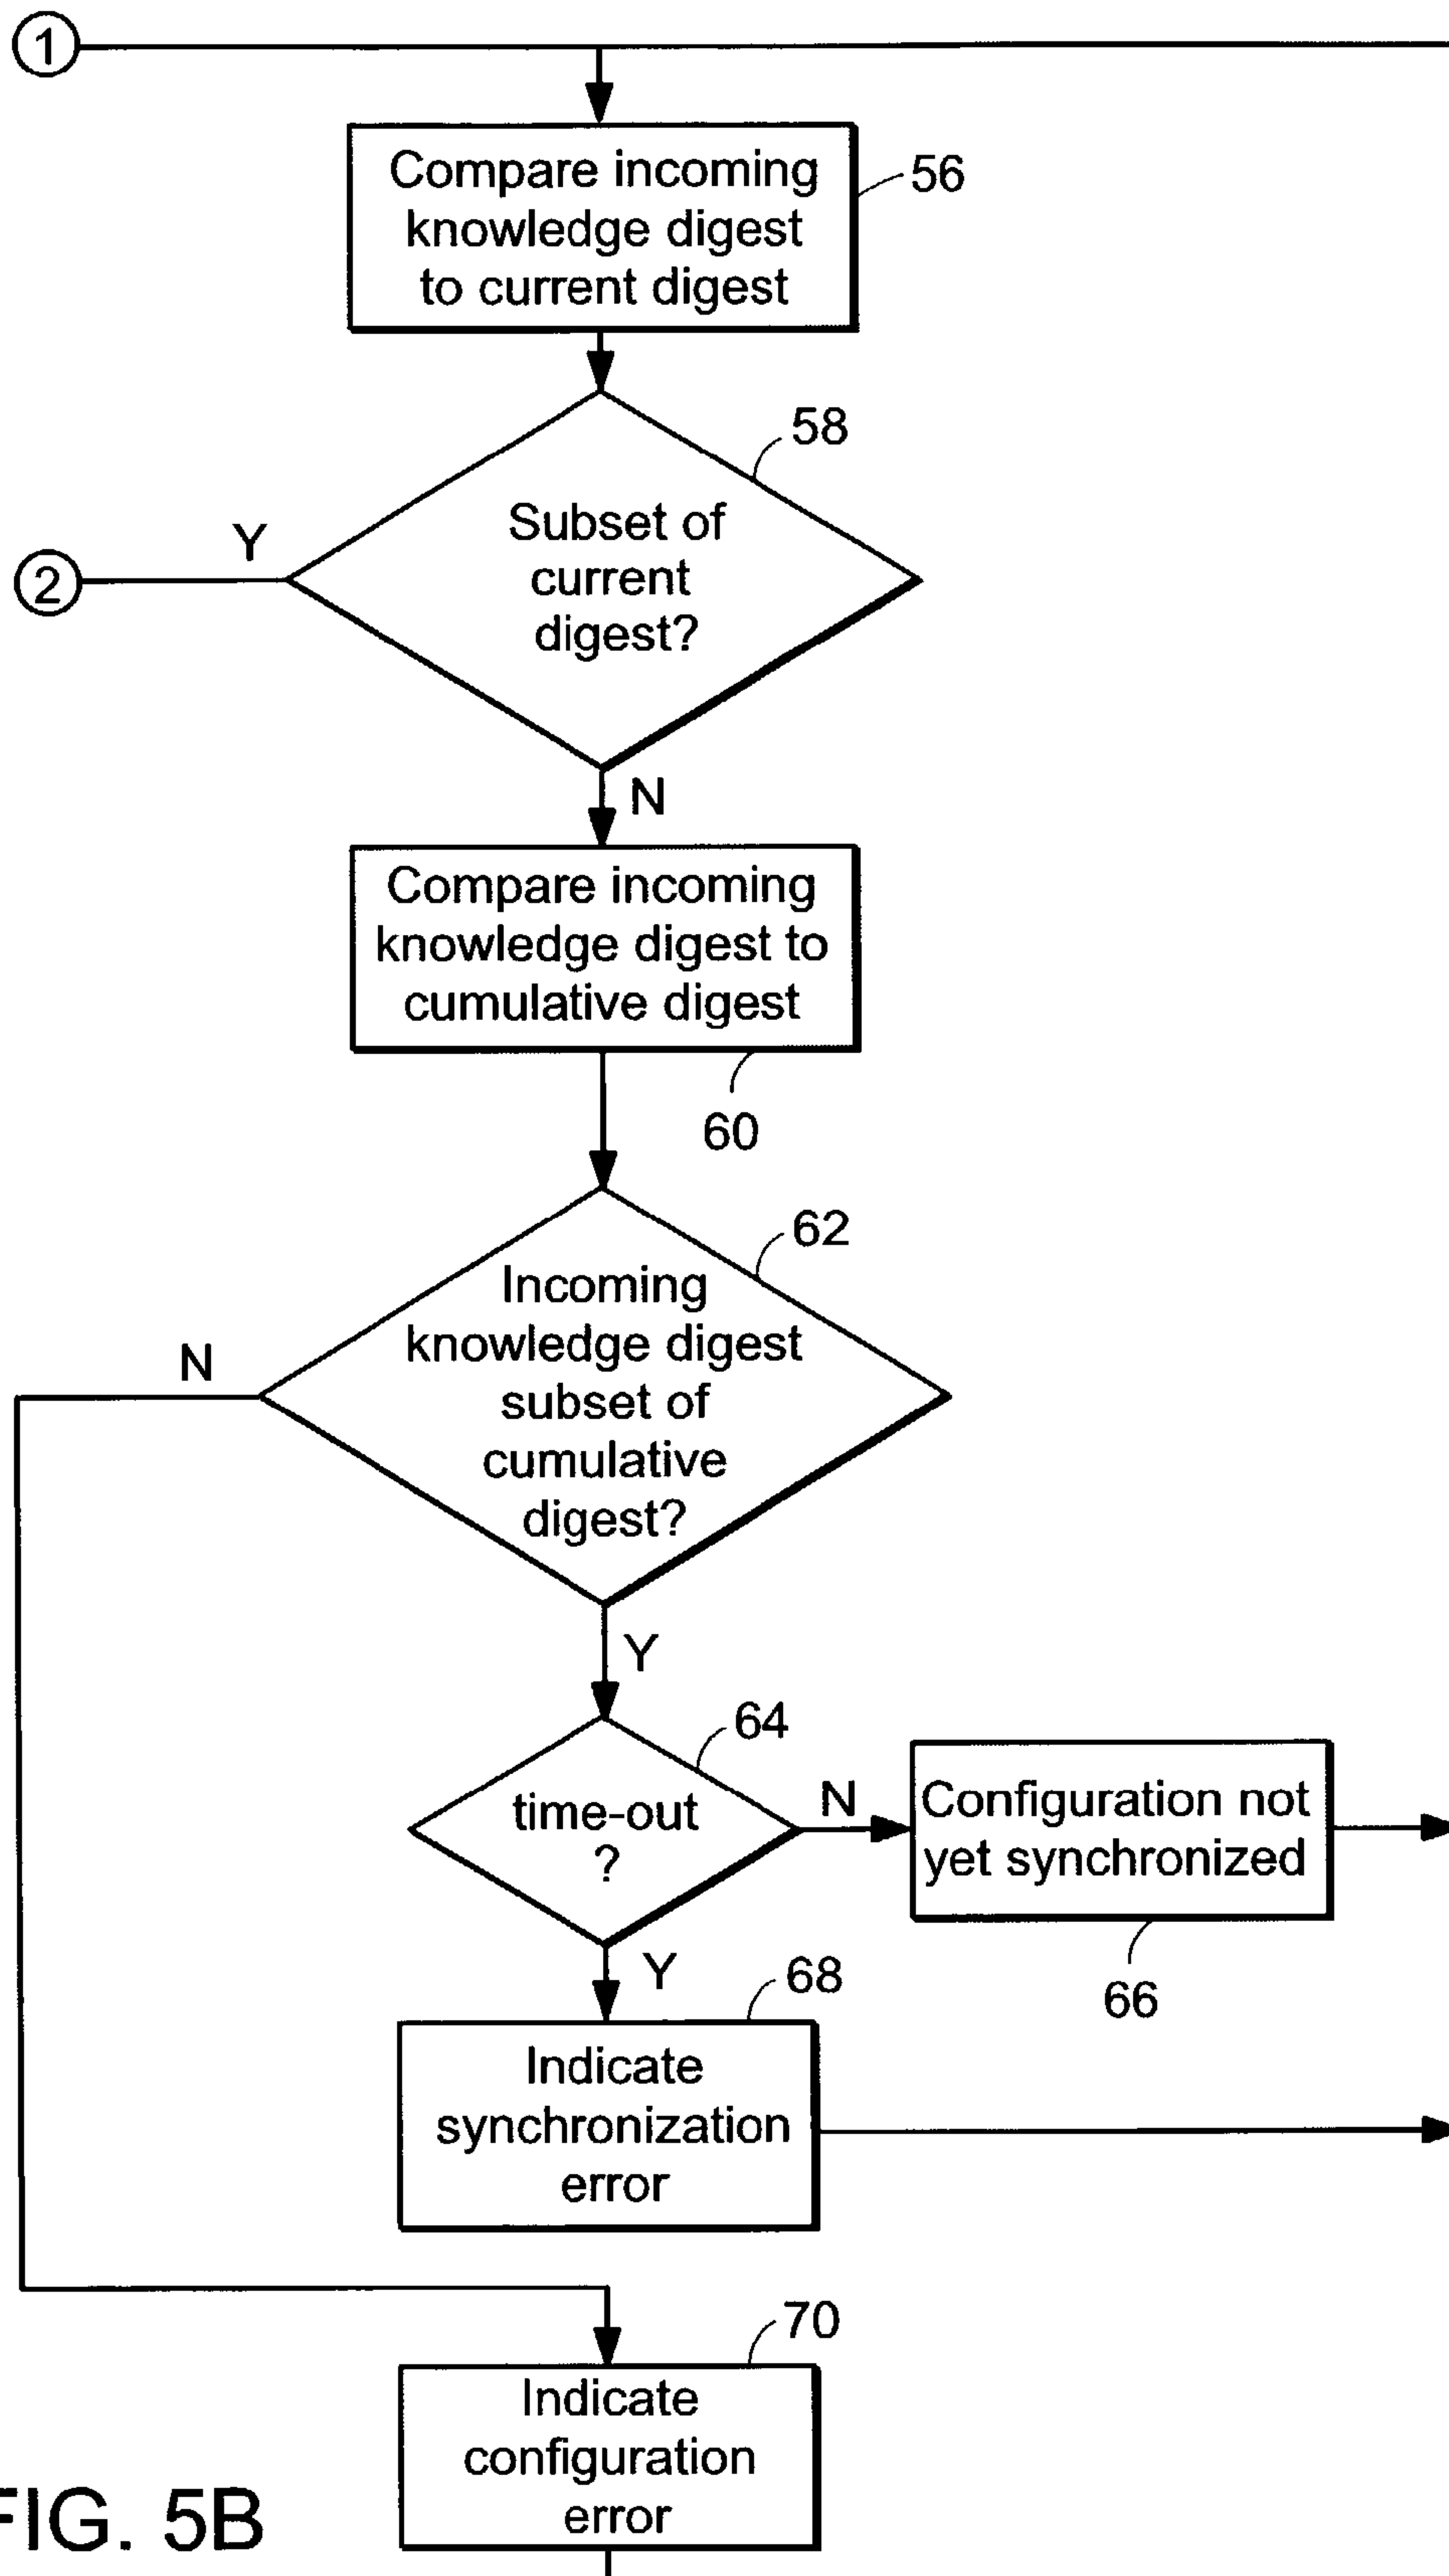 1
Compare incoming
knowledge digest
to current digest
56
58
Subset of
current
digest?
Y
2
N
Compare incoming
knowledge digest to
cumulative digest
60
62
Incoming
knowledge digest
subset of
cumulative
digest?
N
Y
64
time-out
?
N
Configuration not
yet synchronized
66
Y
68
Indicate
synchronization
error
70
Indicate
configuration
error
FIG. 5B